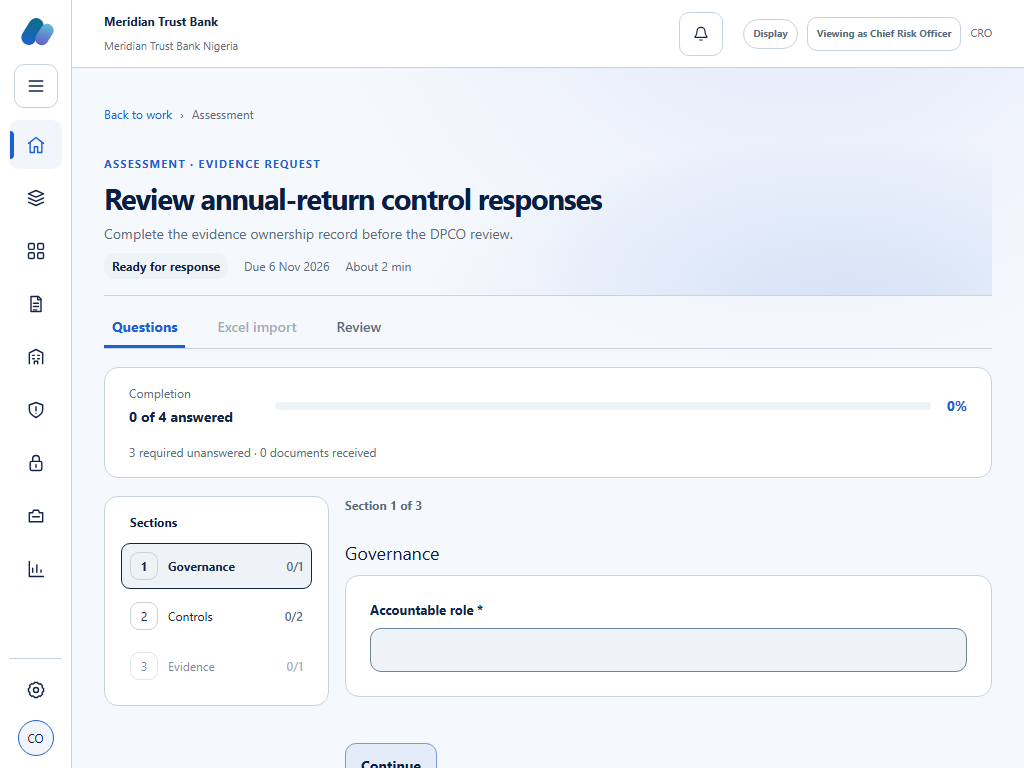 Meridian Trust Bank
Meridian Trust Bank Nigeria
Display
Viewing as Chief Risk Officer
CRO
Back to work › Assessment
ASSESSMENT · EVIDENCE REQUEST
Review annual-return control responses
Complete the evidence ownership record before the DPCO review.
Ready for response
Due 6 Nov 2026
About 2 min
Questions
Excel import
Review
Completion
0 of 4 answered
0%
3 required unanswered · 0 documents received
Sections
1 Governance 0/1
2 Controls 0/2
3 Evidence 0/1
Section 1 of 3
Governance
Accountable role *
Continue
CO